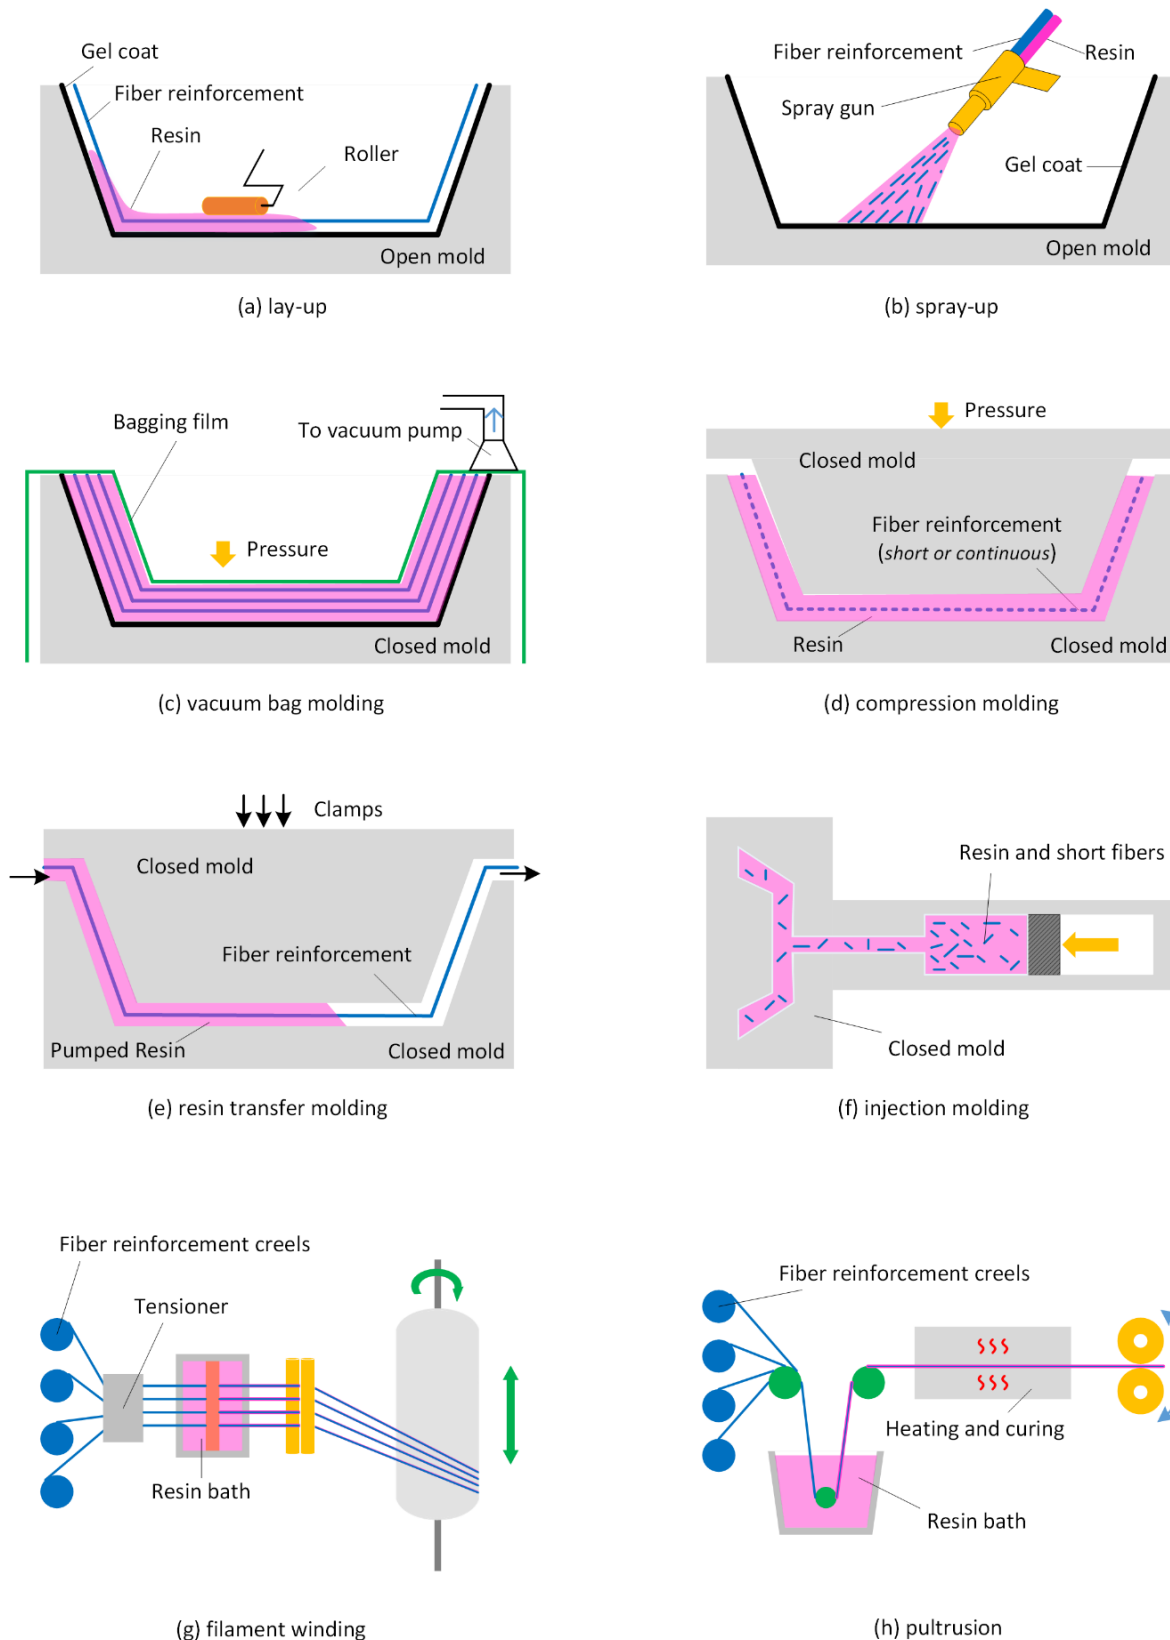 Gel coat
Fiber reinforcement
Resin
Roller
Open mold
(a) lay-up
Fiber reinforcement
Resin
Spray gun
Gel coat
Open mold
(b) spray-up
Bagging film
To vacuum pump
Pressure
Closed mold
(c) vacuum bag molding
Pressure
Closed mold
Fiber reinforcement
(short or continuous)
Resin
Closed mold
(d) compression molding
Clamps
Closed mold
Fiber reinforcement
Pumped Resin
Closed mold
(e) resin transfer molding
Resin and short fibers
Closed mold
(f) injection molding
Fiber reinforcement creels
Tensioner
Resin bath
(g) filament winding
Fiber reinforcement creels
Heating and curing
Resin bath
(h) pultrusion